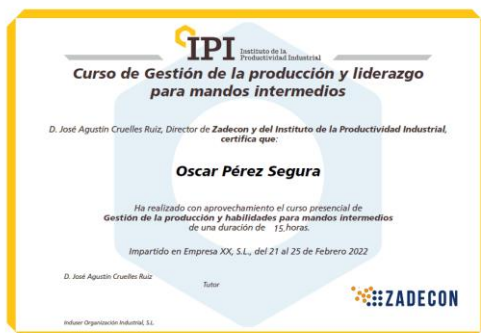 IPI Instituto de la
Productividad Industrial
Curso de Gestión de la producción y liderazgo
para mandos intermedios
D. José Agustín Cruelles Ruiz, Director de Zadecon y del Instituto de la Productividad Industrial,
certifica que:
Oscar Pérez Segura
Ha realizado con aprovechamiento el curso presencial de
Gestión de la producción y habilidades para mandos intermedios
de una duración de 15 horas.
Impartido en Empresa XX, S.L., del 21 al 25 de Febrero 2022
D. José Agustín Cruelles Ruiz
Tutor
ZADECON
Induser Organización Industrial, S.L.